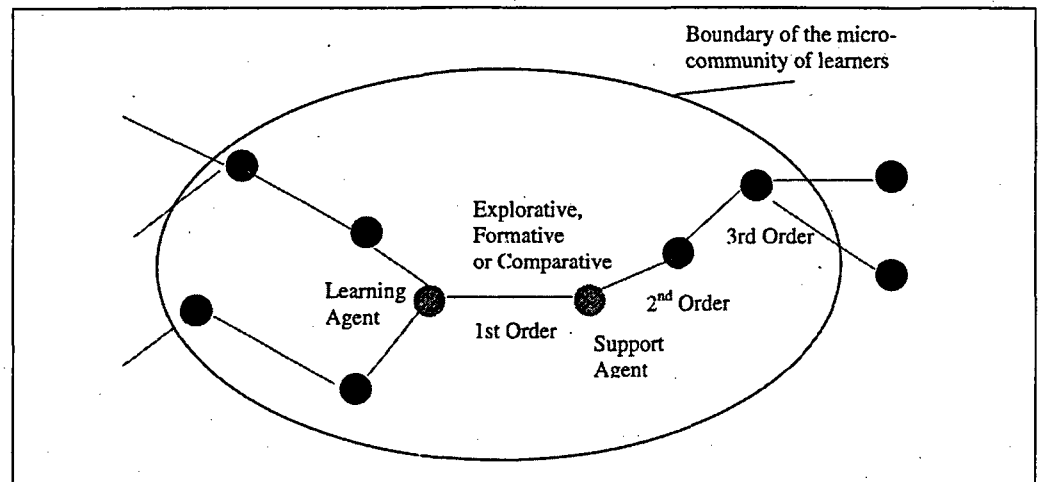 Boundary of the micro-
community of learners
Explorative,
Formative
or Comparative
3rd Order
Learning
Agent
2nd Order
1st Order
Support
Agent